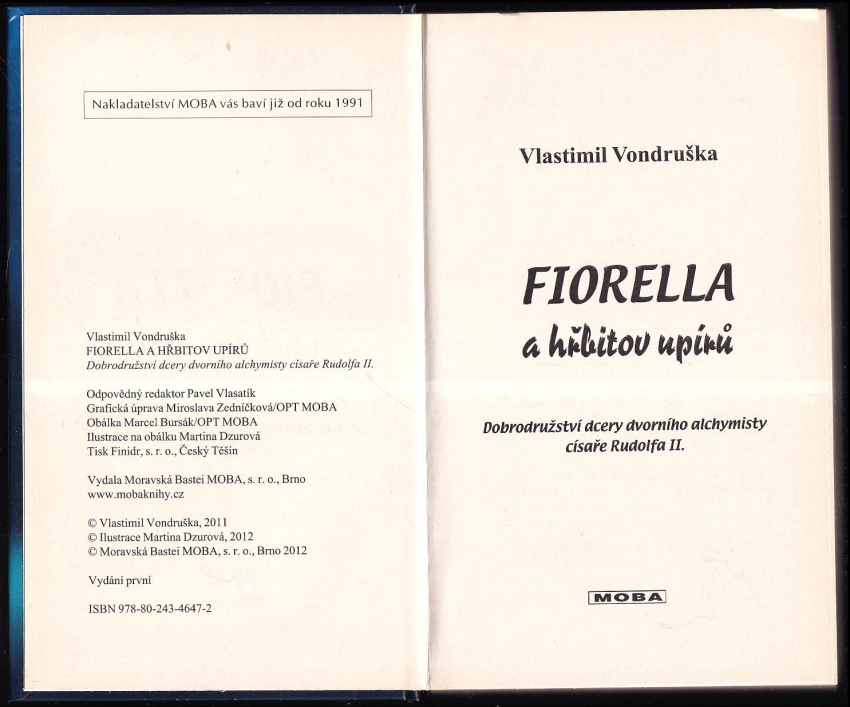 Nakladatelství MOBA vás baví již od roku 1991
Vlastimil Vondruška
FIORELLA A HŘBITOV UPÍRŮ
Dobrodružství dcery dvorního alchymisty císaře Rudolfa II.
Odpovědný redaktor Pavel Vlasatík
Grafická úprava Miroslava Zedníčková/OPT MOBA
Obálka Marcel Bursák/OPT MOBA
Ilustrace na obálku Martina Dzurová
Tisk Finidr, s. r. o., Český Těšín
Vydala Moravská Bastei MOBA, s. r. o., Brno
www.mobaknihy.cz
© Vlastimil Vondruška, 2011
© Ilustrace Martina Dzurová, 2012
© Moravská Bastei MOBA, s. r. o., Brno 2012
Vydání první
ISBN 978-80-243-4647-2
Vlastimil Vondruška
FIORELLA
a hřbitov upírů
Dobrodružství dcery dvorního alchymisty
císaře Rudolfa II.
MOBA